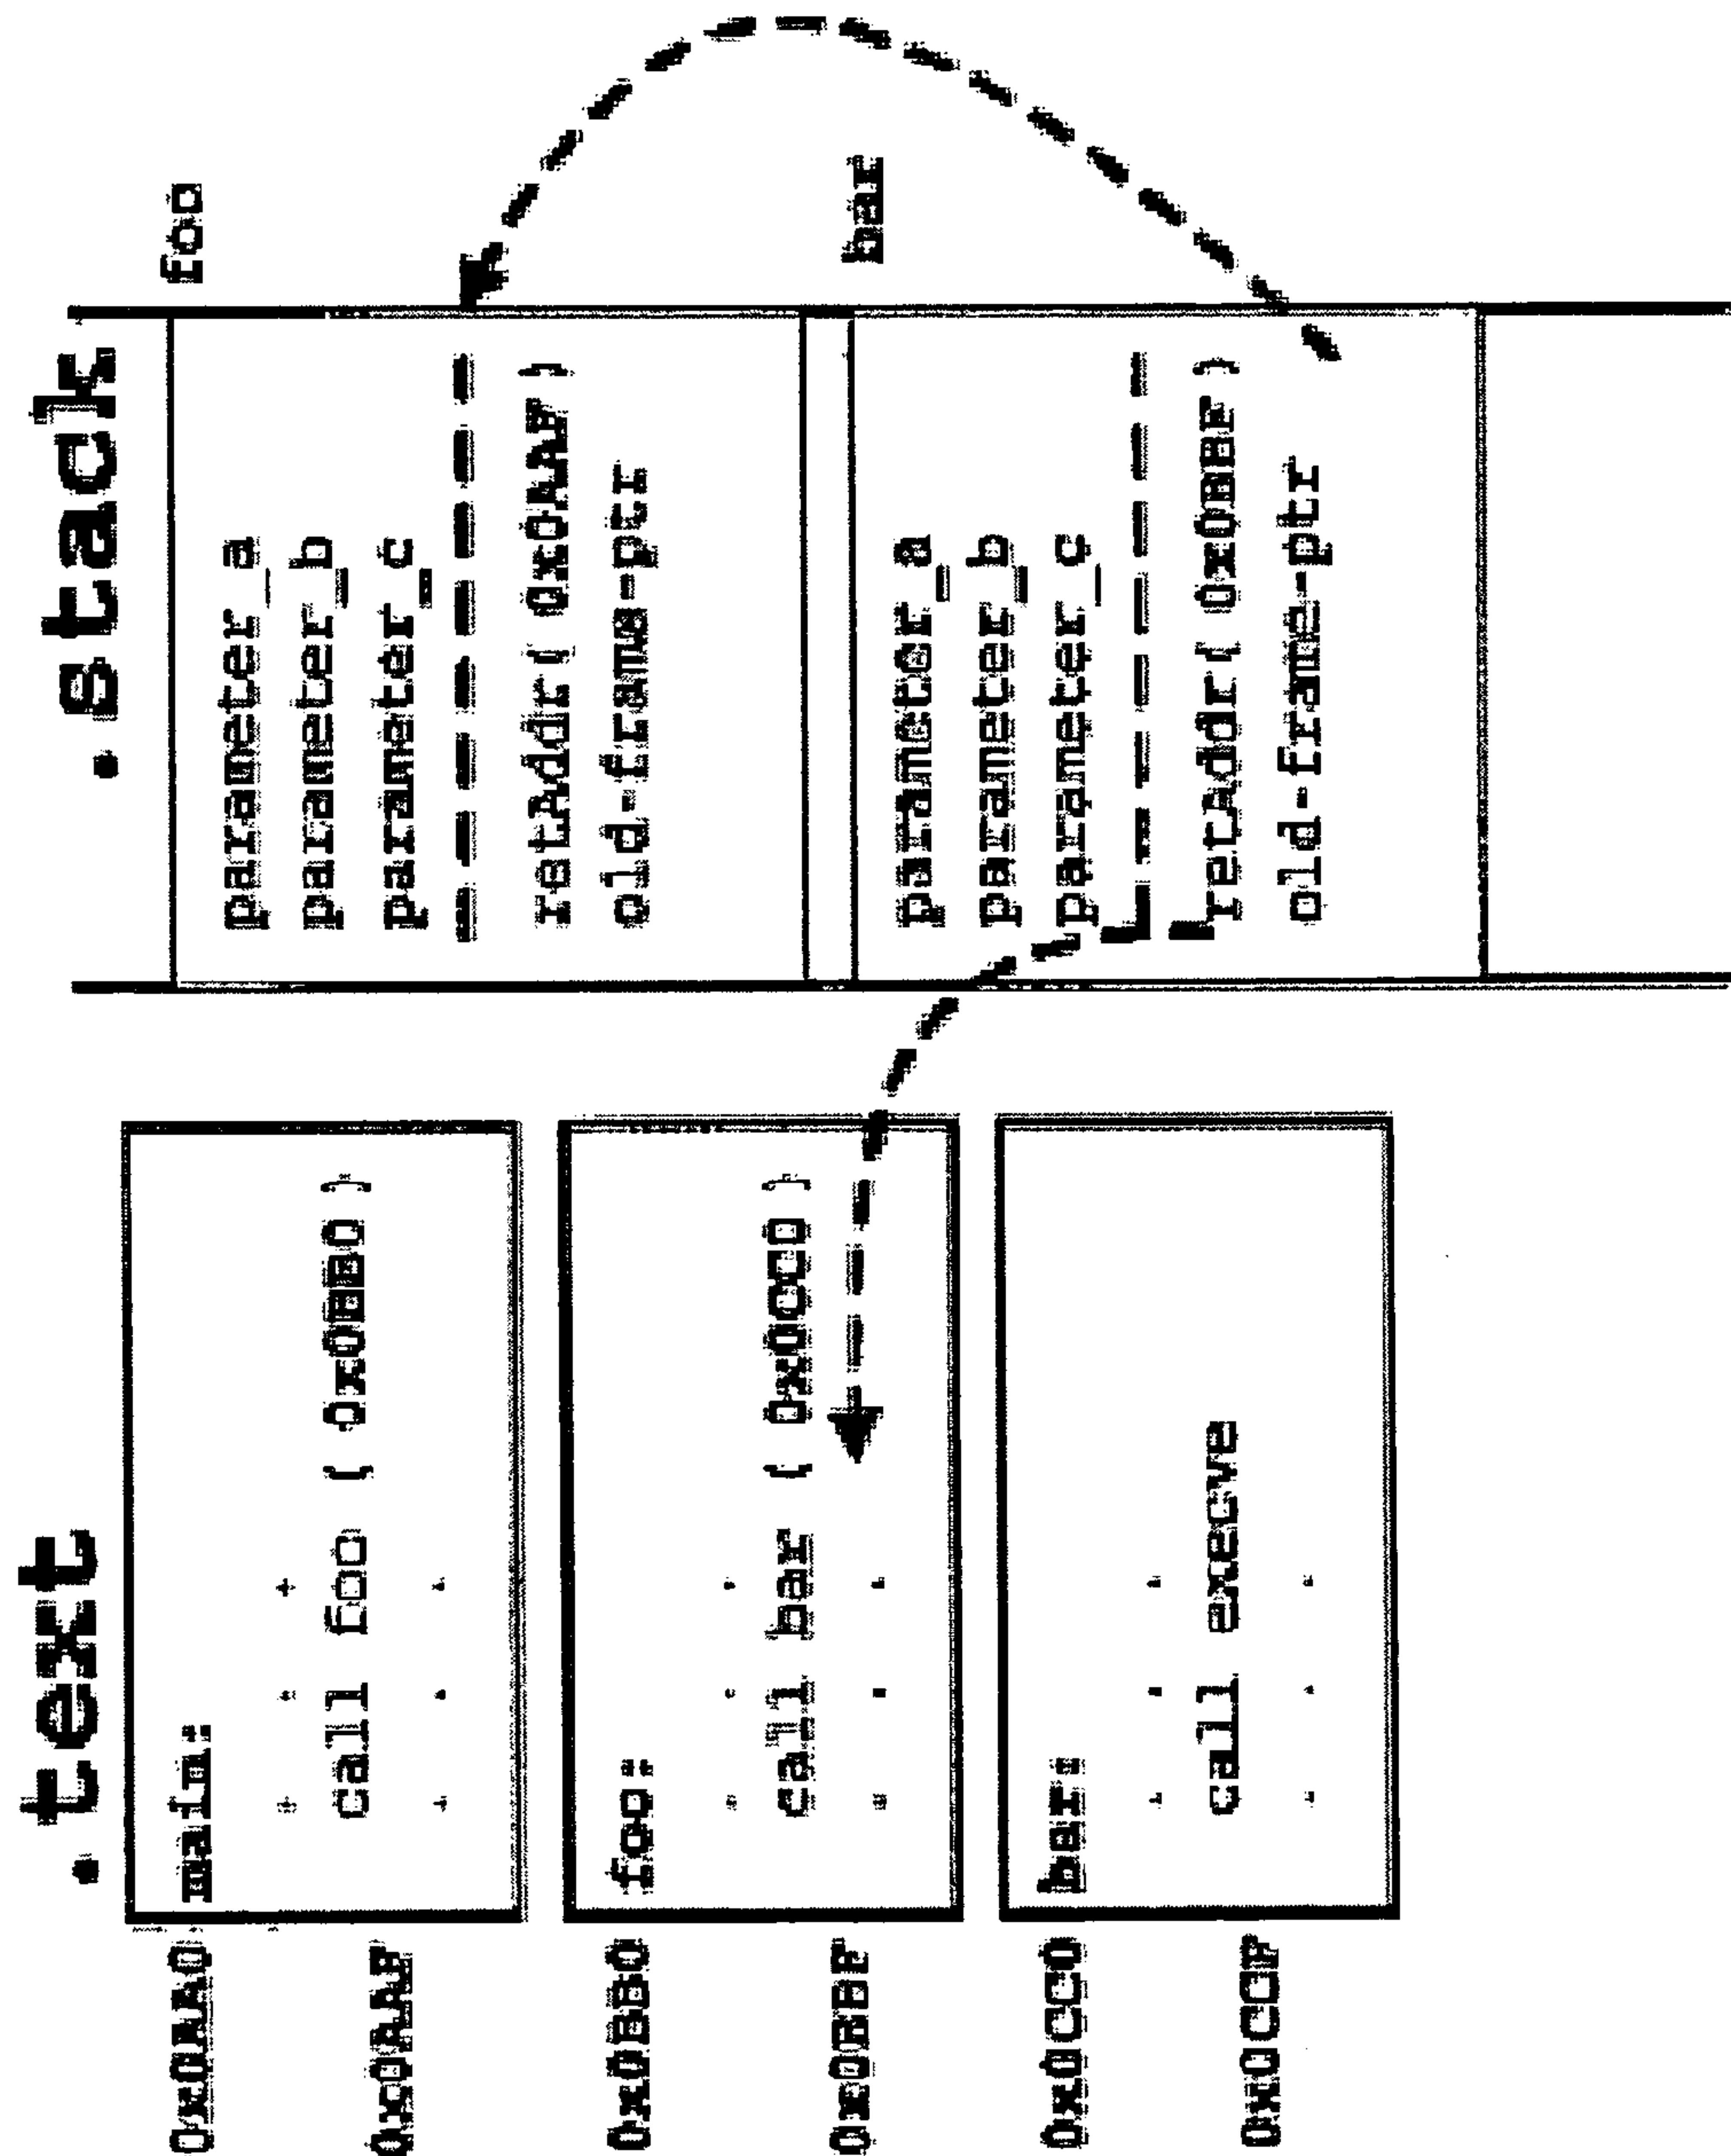 .text
0x0AA0
main:
. . .
call foo ( 0x0BB0 )
0x0AAF
. . .
0x0BB0
foo:
. . .
call bar ( 0x0CC0 )
0x0BBF
. . .
0x0CC0
bar:
. . .
call execve
0x0CCF
. . .
.stack
foo
parameter_a
parameter_b
parameter_c
retAddr( 0x0AAF )
old-frame-ptr
bar
parameter_a
parameter_b
parameter_c
retAddr( 0x0BBF )
old-frame-ptr